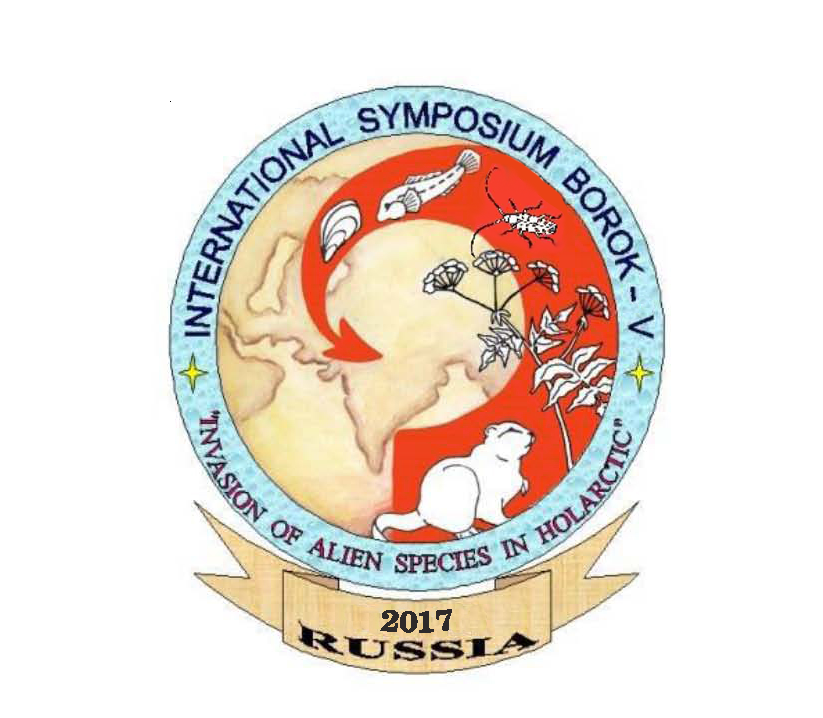 INTERNATIONAL SYMPOSIUM BOROK - V
"INVASION OF ALIEN SPECIES IN HOLARCTIC"
2017
RUSSIA